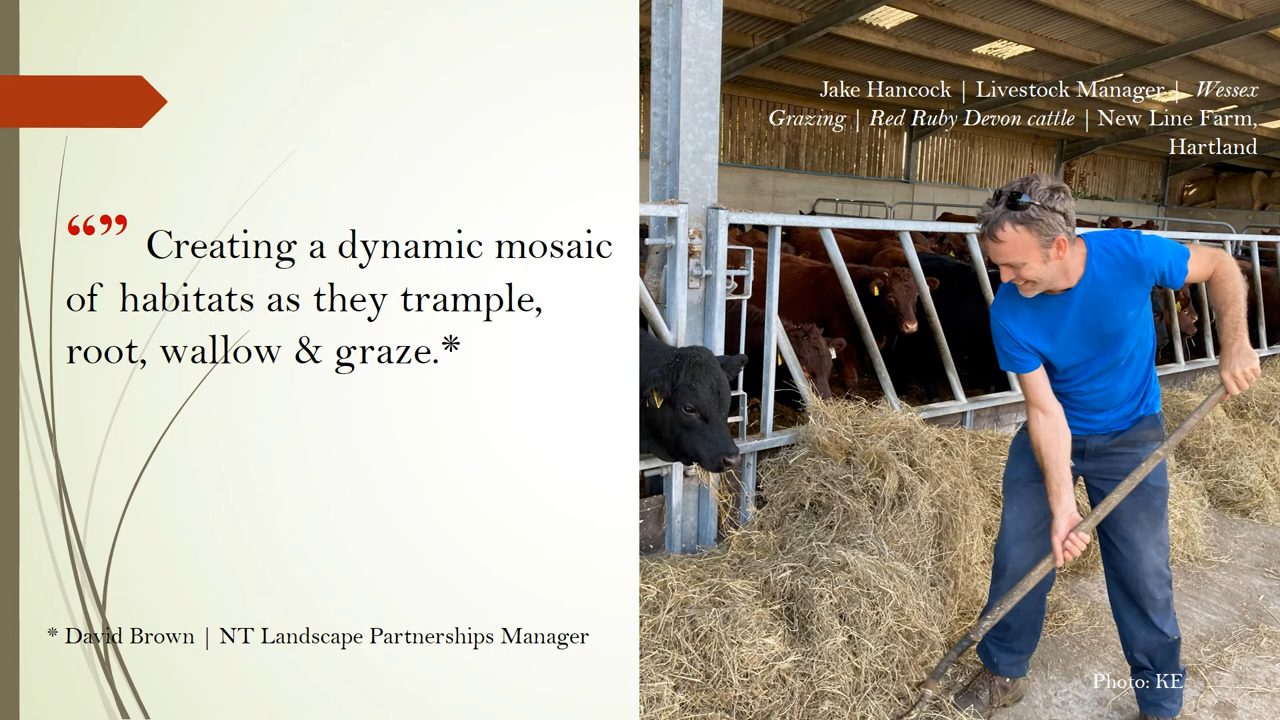 “” Creating a dynamic mosaic
of habitats as they trample,
root, wallow & graze.*
* David Brown | NT Landscape Partnerships Manager
Jake Hancock | Livestock Manager | Wessex
Grazing | Red Ruby Devon cattle | New Line Farm,
Hartland
Photo: KE